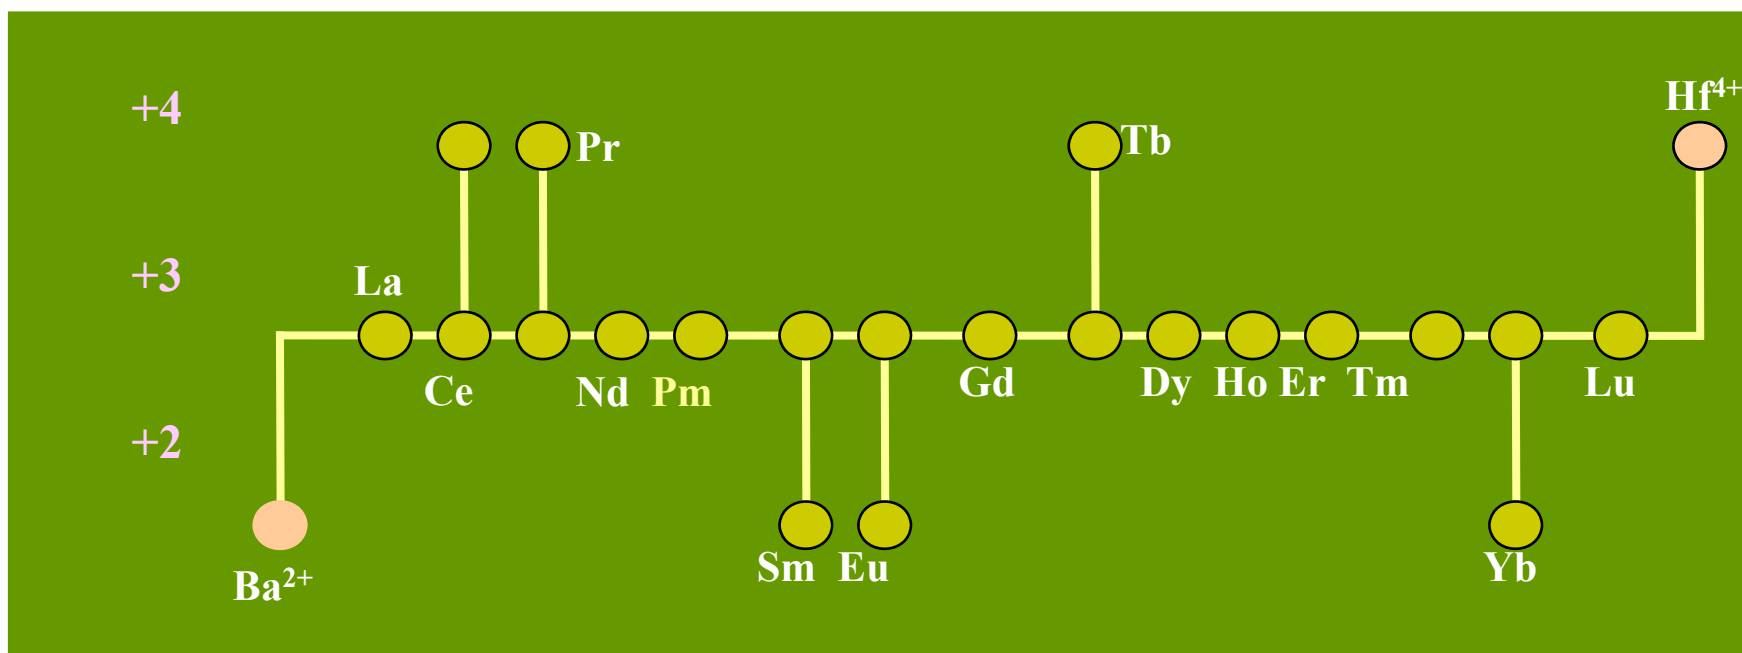 +4
Hf⁴⁺
Pr
Tb
+3
La
Ce
Nd Pm
Gd
Dy Ho Er Tm
Lu
+2
Sm Eu
Yb
Ba²⁺